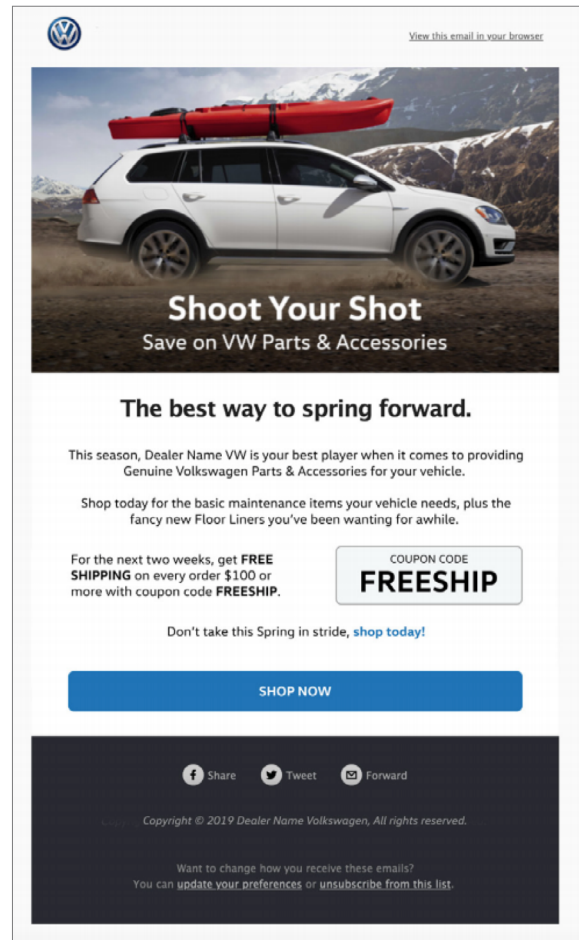 View this email in your browser
Shoot Your Shot
Save on VW Parts & Accessories
The best way to spring forward.
This season, Dealer Name VW is your best player when it comes to providing
Genuine Volkswagen Parts & Accessories for your vehicle.
Shop today for the basic maintenance items your vehicle needs, plus the
fancy new Floor Liners you've been wanting for awhile.
For the next two weeks, get FREE
SHIPPING on every order $100 or
more with coupon code FREESHIP.
COUPON CODE
FREESHIP
Don't take this Spring in stride, shop today!
SHOP NOW
Share Tweet Forward
Copyright © 2019 Dealer Name Volkswagen, All rights reserved.
Want to change how you receive these emails?
You can update your preferences or unsubscribe from this list.